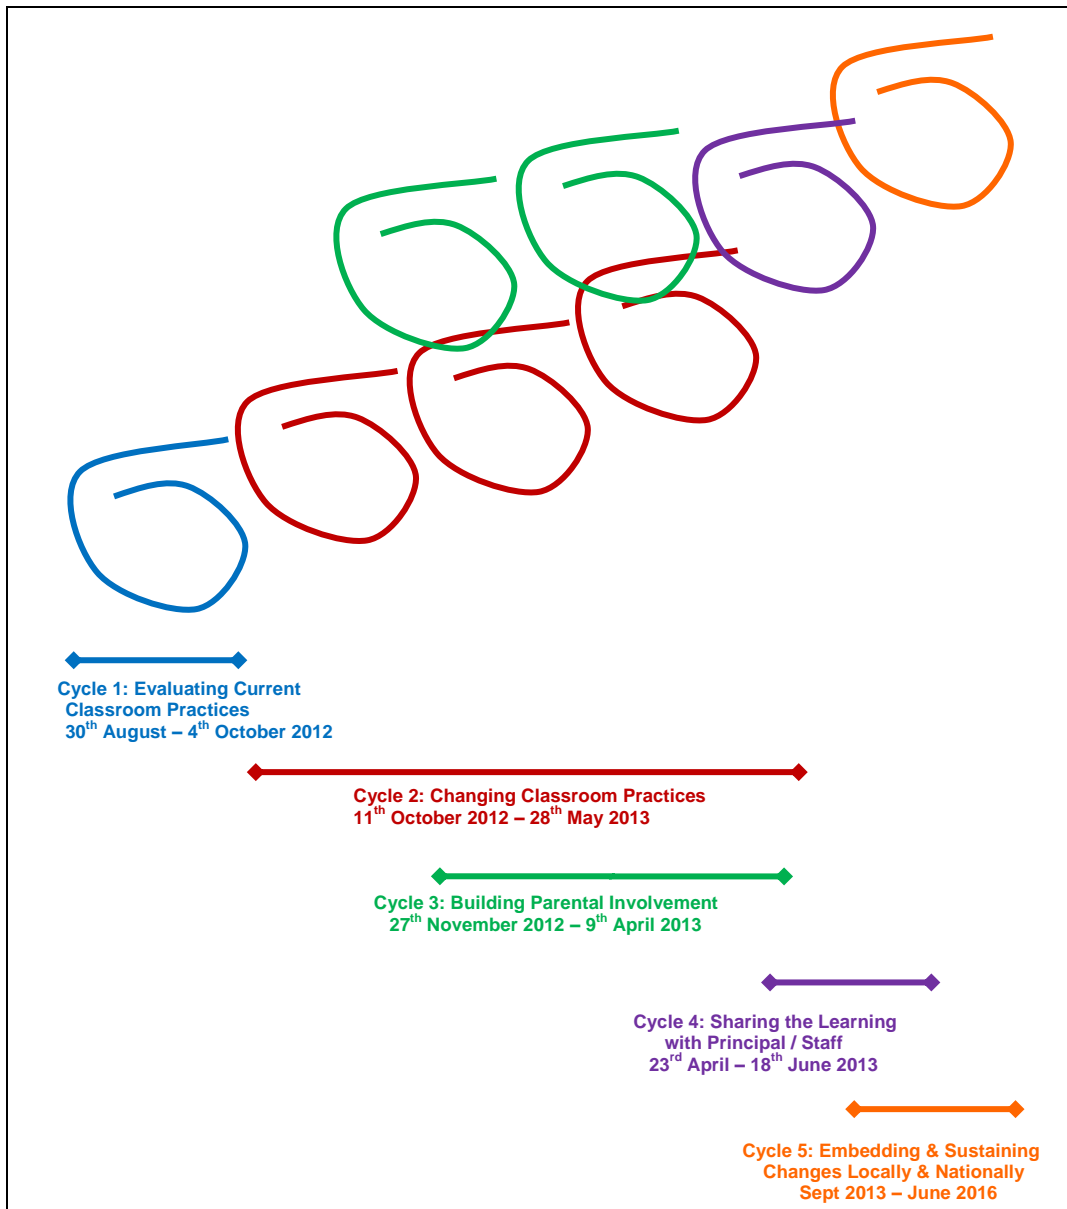 Cycle 1: Evaluating Current
Classroom Practices
30th August – 4th October 2012
Cycle 2: Changing Classroom Practices
11th October 2012 – 28th May 2013
Cycle 3: Building Parental Involvement
27th November 2012 – 9th April 2013
Cycle 4: Sharing the Learning
with Principal / Staff
23rd April – 18th June 2013
Cycle 5: Embedding & Sustaining
Changes Locally & Nationally
Sept 2013 – June 2016